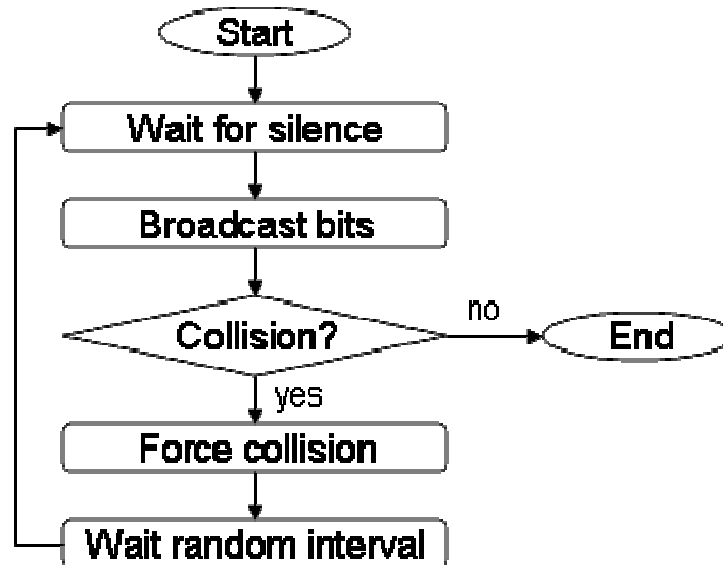 Start
Wait for silence
Broadcast bits
Collision?
no
End
yes
Force collision
Wait random interval